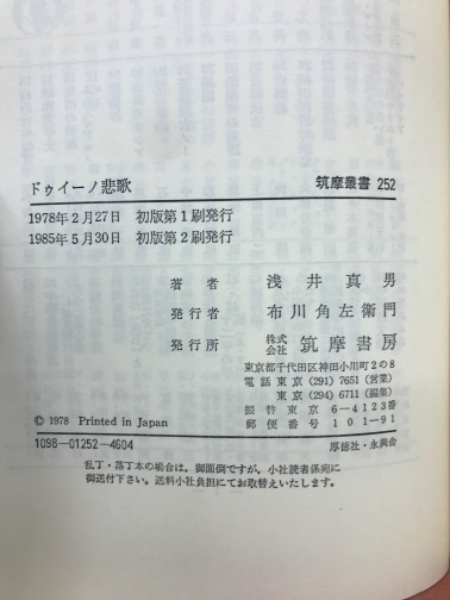 ドゥイーノ悲歌　筑摩叢書 252
1978年2月27日　初版第1刷発行
1985年5月30日　初版第2刷発行
著者　浅井真男
発行者　布川角左衛門
発行所　株式会社 筑摩書房
東京都千代田区神田小川町2の8
電話 東京 (291) 7651 (営業)
東京 (294) 6711 (編集)
振替 東京 6-4123番
郵便番号 101-91
© 1978 Printed in Japan
1098-01252-4604　厚徳社・永興舎
乱丁・落丁本の場合は，御面倒ですが，小社読者係宛に
御送付下さい。送料小社負担にてお取替えいたします。